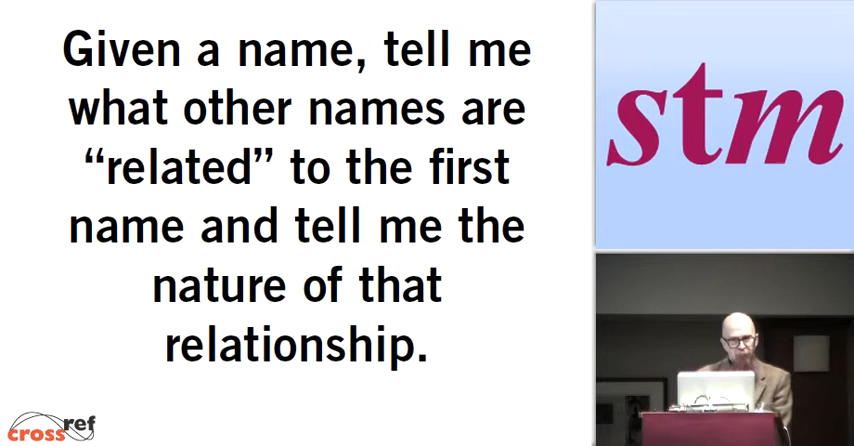 Given a name, tell me
what other names are
“related” to the first
name and tell me the
nature of that
relationship.
stm
crossref